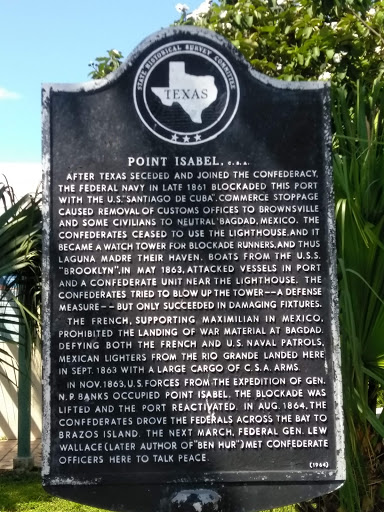 STATE HISTORICAL SURVEY COMMITTEE
TEXAS
POINT ISABEL, C.S.A.
AFTER TEXAS SECEDED AND JOINED THE CONFEDERACY,
THE FEDERAL NAVY IN LATE 1861 BLOCKADED THIS PORT
WITH THE U.S. "SANTIAGO DE CUBA". COMMERCE STOPPAGE
CAUSED REMOVAL OF CUSTOMS OFFICES TO BROWNSVILLE
AND SOME CIVILIANS TO NEUTRAL BAGDAD, MEXICO. THE
CONFEDERATES CEASED TO USE THE LIGHTHOUSE, AND IT
BECAME A WATCH TOWER FOR BLOCKADE RUNNERS, AND THUS
LAGUNA MADRE THEIR HAVEN. BOATS FROM THE U.S.S.
"BROOKLYN", IN MAY 1863, ATTACKED VESSELS IN PORT
AND A CONFEDERATE UNIT NEAR THE LIGHTHOUSE. THE
CONFEDERATES TRIED TO BLOW UP THE TOWER--A DEFENSE
MEASURE--BUT ONLY SUCCEEDED IN DAMAGING FIXTURES.
THE FRENCH, SUPPORTING MAXIMILIAN IN MEXICO,
PROHIBITED THE LANDING OF WAR MATERIAL AT BAGDAD.
DEFYING BOTH THE FRENCH AND U.S. NAVAL PATROLS,
MEXICAN LIGHTERS FROM THE RIO GRANDE LANDED HERE
IN SEPT. 1863 WITH A LARGE CARGO OF C.S.A. ARMS.
IN NOV. 1863, U.S. FORCES FROM THE EXPEDITION OF GEN.
N.P. BANKS OCCUPIED POINT ISABEL. THE BLOCKADE WAS
LIFTED AND THE PORT REACTIVATED. IN AUG. 1864, THE
CONFEDERATES DROVE THE FEDERALS ACROSS THE BAY TO
BRAZOS ISLAND. THE NEXT MARCH, FEDERAL GEN. LEW
WALLACE (LATER AUTHOR OF "BEN HUR") MET CONFEDERATE
OFFICERS HERE TO TALK PEACE.
(1964)